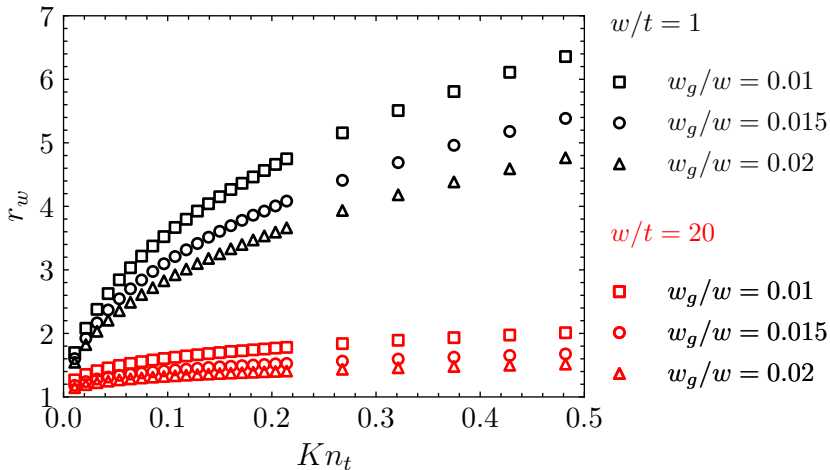 7
6
5
4
3
2
1
r_w
0.0 0.1 0.2 0.3 0.4 0.5
Kn_t
w/t = 1
w_g/w = 0.01
w_g/w = 0.015
w_g/w = 0.02
w/t = 20
w_g/w = 0.01
w_g/w = 0.015
w_g/w = 0.02